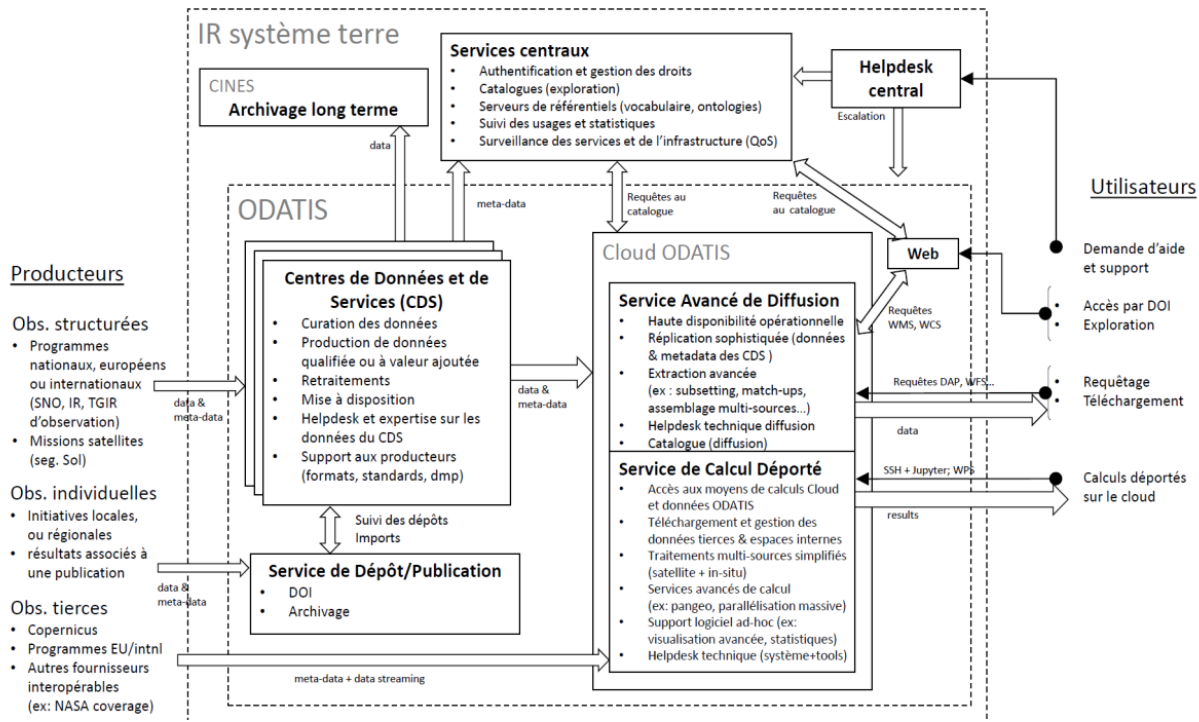 IR système terre
CINES
Archivage long terme
Services centraux
• Authentification et gestion des droits
• Catalogues (exploration)
• Serveurs de référentiels (vocabulaire, ontologies)
• Suivi des usages et statistiques
• Surveillance des services et de l'infrastructure (QoS)
Helpdesk
central
Escalation
data
meta-data
Requêtes au
catalogue
Requêtes
au catalogue
Utilisateurs
ODATIS
Cloud ODATIS
Web
Demande d'aide
et support
• Accès par DOI
• Exploration
Producteurs
Obs. structurées
• Programmes
nationaux, européens
ou internationaux
(SNO, IR, TGIR
d'observation)
• Missions satellites
(seg. Sol)
data &
meta-data
Centres de Données et de
Services (CDS)
• Curation des données
• Production de données
qualifiée ou à valeur ajoutée
• Retraitements
• Mise à disposition
• Helpdesk et expertise sur les
données du CDS
• Support aux producteurs
(formats, standards, dmp)
data &
meta-data
Service Avancé de Diffusion
• Haute disponibilité opérationnelle
• Réplication sophistiquée (données
& metadata des CDS )
• Extraction avancée
(ex : subsetting, match-ups,
assemblage multi-sources...)
• Helpdesk technique diffusion
• Catalogue (diffusion)
Requêtes
WMS, WCS
Requêtes DAP, WFS...
data
• Requêtage
• Téléchargement
Service de Calcul Déporté
• Accès aux moyens de calculs Cloud
et données ODATIS
• Téléchargement et gestion des
données tierces & espaces internes
• Traitements multi-sources simplifiés
(satellite + in-situ)
• Services avancés de calcul
(ex: pangeo, parallélisation massive)
• Support logiciel ad-hoc (ex:
visualisation avancée, statistiques)
• Helpdesk technique (système+tools)
SSH + Jupyter; WPS
results
Calculs déportés
sur le cloud
Obs. individuelles
• Initiatives locales,
ou régionales
• résultats associés à
une publication
data &
meta-data
Suivi des dépôts
Imports
Service de Dépôt/Publication
• DOI
• Archivage
Obs. tierces
• Copernicus
• Programmes EU/intnl
• Autres fournisseurs
interopérables
(ex: NASA coverage)
meta-data + data streaming